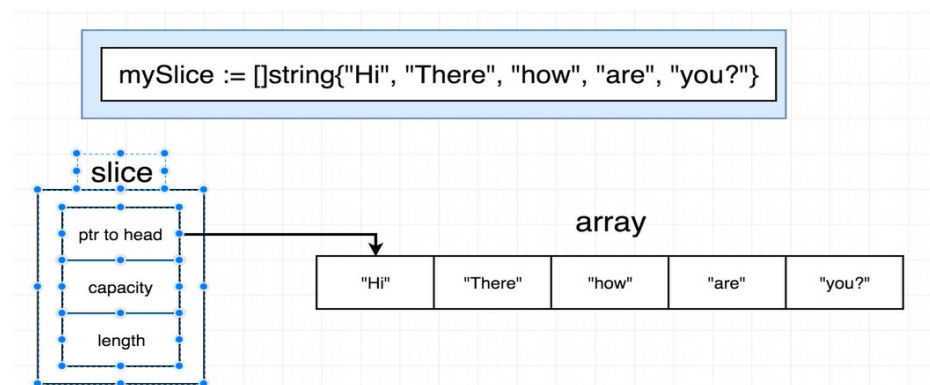 mySlice := []string{"Hi", "There", "how", "are", "you?"}
slice
ptr to head
capacity
length
array
"Hi" "There" "how" "are" "you?"